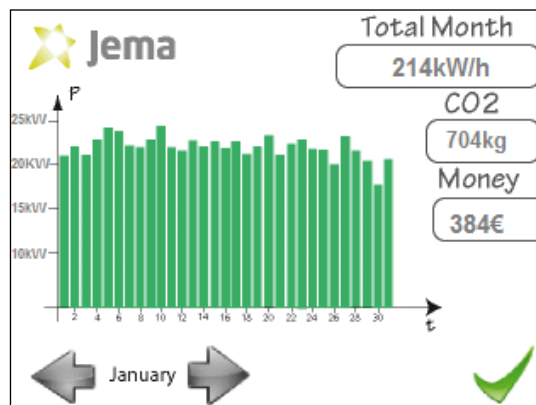 Jema
Total Month
214kW/h
CO2
704kg
Money
384€
P
25kW
20KW
15kW
10kW
2 4 6 8 10 12 14 16 18 20 22 24 26 28 30
t
January